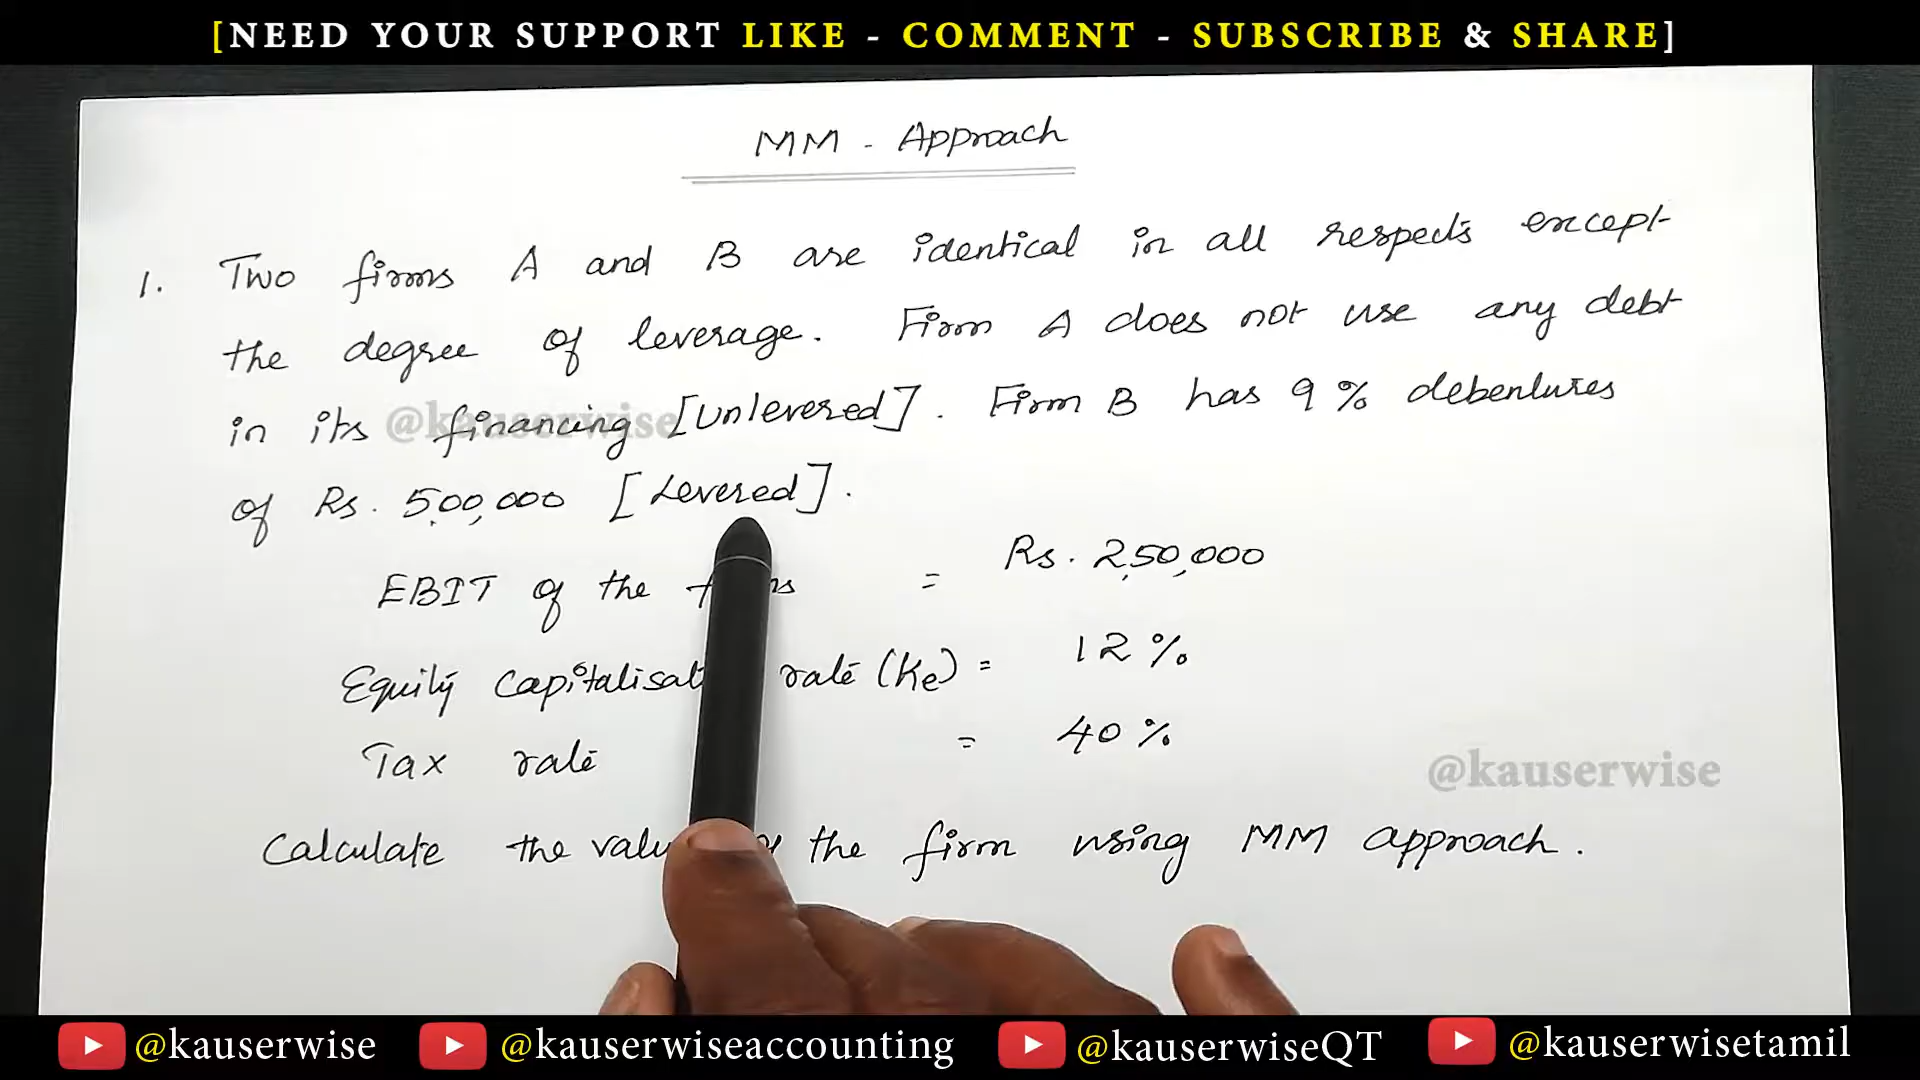 [NEED YOUR SUPPORT LIKE - COMMENT - SUBSCRIBE & SHARE]
MM - Approach
1. Two firms A and B are identical in all respects except
the degree of leverage. Firm A does not use any debt
in its financing [Unlevered]. Firm B has 9% debentures
@kauserwise
of Rs. 5,00,000 [Levered].
EBIT of the = Rs. 2,50,000
Equity rate (Ke) = 12%
Tax rate = 40%
@kauserwise
Calculate the the firm using MM approach.
@kauserwise @kauserwiseaccounting @kauserwiseQT @kauserwisetamil